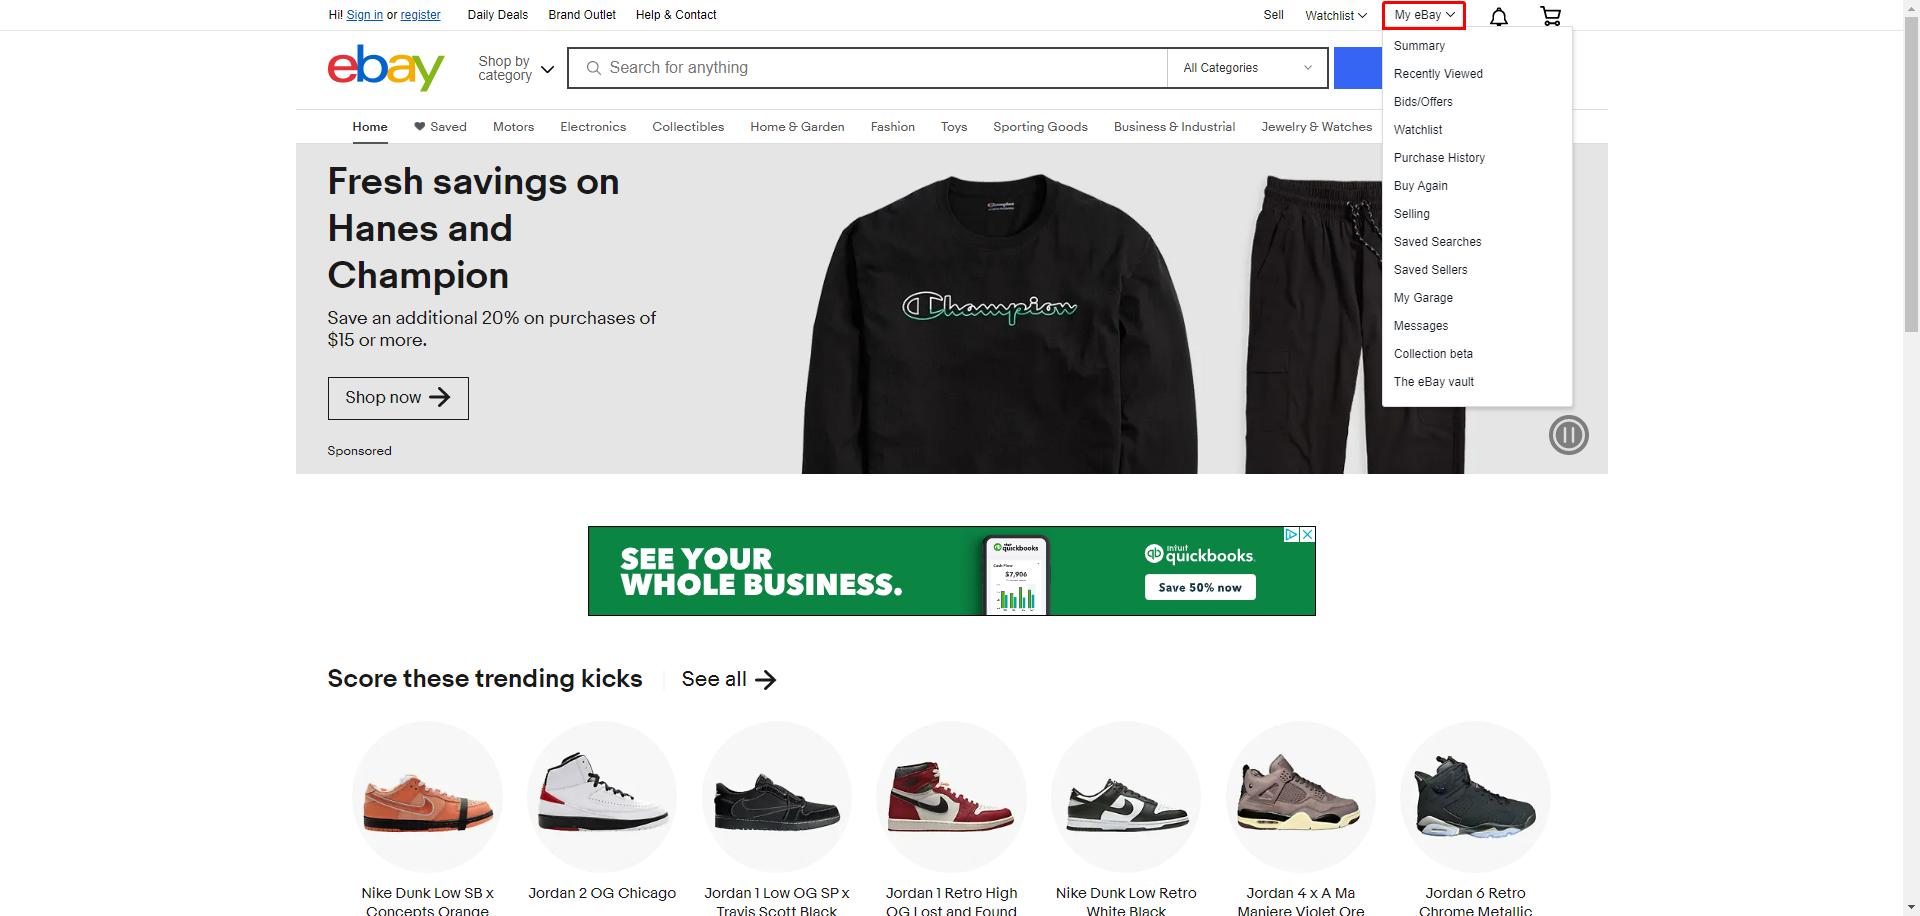 Hi! Sign in or register
Daily Deals
Brand Outlet
Help & Contact
Sell
Watchlist
My eBay
ebay
Shop by
category
Search for anything
All Categories
Summary
Recently Viewed
Bids/Offers
Watchlist
Purchase History
Buy Again
Selling
Saved Searches
Saved Sellers
My Garage
Messages
Collection beta
The eBay vault
Home
Saved
Motors
Electronics
Collectibles
Home & Garden
Fashion
Toys
Sporting Goods
Business & Industrial
Jewelry & Watches
Fresh savings on
Hanes and
Champion
Save an additional 20% on purchases of
$15 or more.
Shop now
Sponsored
Champion
Champion
SEE YOUR
WHOLE BUSINESS.
quickbooks
Cash Flow
$7,906
intuit
quickbooks.
Save 50% now
Score these trending kicks
See all
Nike Dunk Low SB x
Concepts Orange
Jordan 2 OG Chicago
Jordan 1 Low OG SP x
Travis Scott Black
Jordan 1 Retro High
OG Lost and Found
Nike Dunk Low Retro
White Black
Jordan 4 x A Ma
Maniere Violet Ore
Jordan 6 Retro
Chrome Metallic